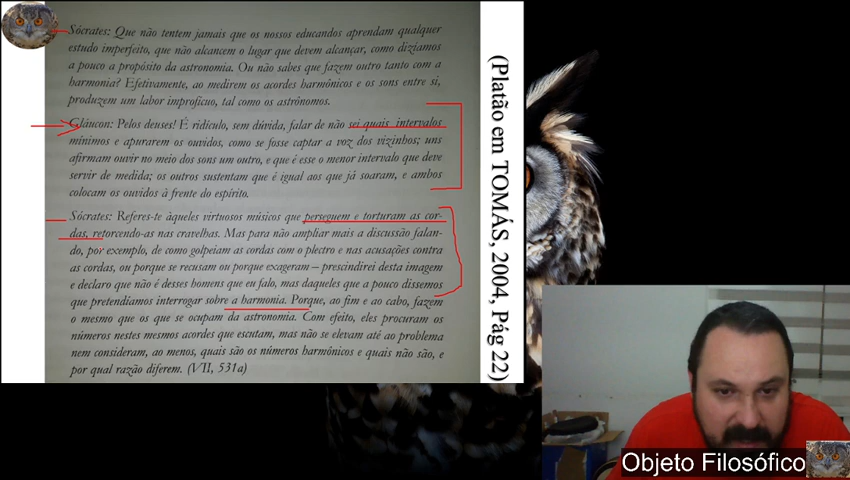 Sócrates: Que não tentem jamais que os nossos educandos aprendam qualquer
estudo imperfeito, que não alcancem o lugar que devem alcançar, como dizíamos
a pouco a propósito da astronomia. Ou não sabes que fazem outro tanto com a
harmonia? Efetivamente, ao medirem os acordes harmônicos e os sons entre si,
produzem um labor improfícuo, tal como os astrônomos.
Gláucon: Pelos deuses! É ridículo, sem dúvida, falar de não sei quais intervalos
mínimos e apurarem os ouvidos, como se fosse captar a voz dos vizinhos; uns
afirmam ouvir no meio dos sons um outro, e que é esse o menor intervalo que deve
servir de medida; os outros sustentam que é igual aos que já soaram, e ambos
colocam os ouvidos à frente do espírito.
Sócrates: Referes-te àqueles virtuosos músicos que perseguem e torturam as cor-
das, retorcendo-as nas cravelhas. Mas para não ampliar mais a discussão falan-
do, por exemplo, de como golpeiam as cordas com o plectro e nas acusações contra
as cordas, ou porque se recusam ou porque exageram – prescindirei desta imagem
e declaro que não é desses homens que eu falo, mas daqueles que a pouco dissemos
que pretendíamos interrogar sobre a harmonia. Porque, ao fim e ao cabo, fazem
o mesmo que os que se ocupam da astronomia. Com efeito, eles procuram os
números nestes mesmos acordes que escutam, mas não se elevam até ao problema
nem consideram, ao menos, quais são os números harmônicos e quais não são, e
por qual razão diferem. (VII, 531a)
(Platão em TOMÁS, 2004, Pág 22)
Objeto Filosófico